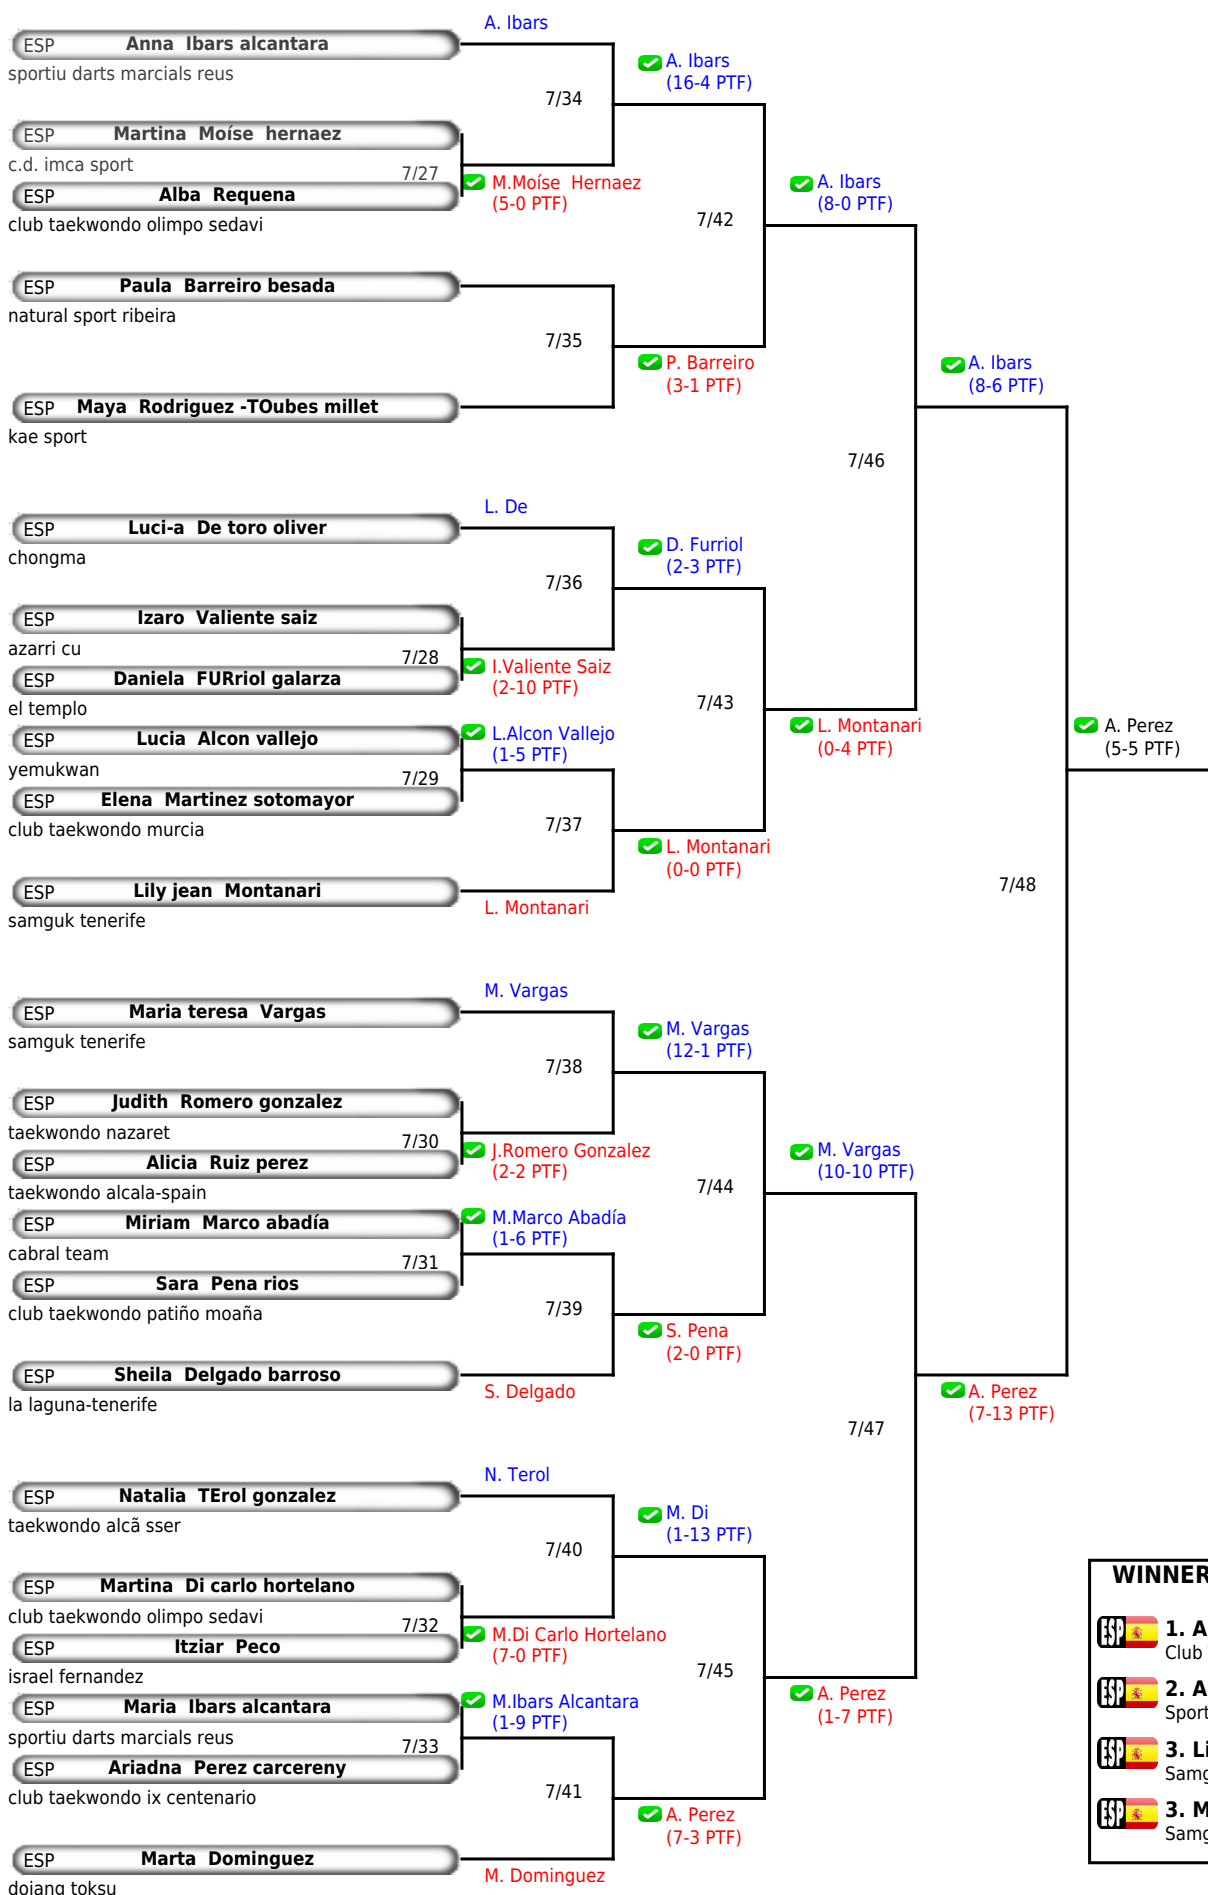 A. Ibars
ESP Anna Ibars alcantara
sportiu darts marcials reus
A. Ibars
(16-4 PTF)
7/34
ESP Martina Moíse hernaez
c.d. imca sport
7/27
M.Moíse Hernaez
(5-0 PTF)
ESP Alba Requena
club taekwondo olimpo sedavi
A. Ibars
(8-0 PTF)
7/42
ESP Paula Barreiro besada
natural sport ribeira
7/35
P. Barreiro
(3-1 PTF)
A. Ibars
(8-6 PTF)
ESP Maya Rodriguez -TOubes millet
kae sport
7/46
L. De
ESP Luci-a De toro oliver
chongma
D. Furriol
(2-3 PTF)
7/36
ESP Izaro Valiente saiz
azarri cu
7/28
I.Valiente Saiz
(2-10 PTF)
ESP Daniela FURriol galarza
el templo
7/43
L. Montanari
(0-4 PTF)
A. Perez
(5-5 PTF)
L.Alcon Vallejo
(1-5 PTF)
ESP Lucia Alcon vallejo
yemukwan
7/29
ESP Elena Martinez sotomayor
club taekwondo murcia
7/37
L. Montanari
(0-0 PTF)
7/48
ESP Lily jean Montanari
L. Montanari
samguk tenerife
M. Vargas
ESP Maria teresa Vargas
samguk tenerife
M. Vargas
(12-1 PTF)
7/38
ESP Judith Romero gonzalez
taekwondo nazaret
7/30
J.Romero Gonzalez
(2-2 PTF)
M. Vargas
(10-10 PTF)
ESP Alicia Ruiz perez
taekwondo alcala-spain
7/44
M.Marco Abadía
(1-6 PTF)
ESP Miriam Marco abadía
cabral team
7/31
ESP Sara Pena rios
club taekwondo patiño moaña
7/39
S. Pena
(2-0 PTF)
ESP Sheila Delgado barroso
S. Delgado
la laguna-tenerife
A. Perez
(7-13 PTF)
7/47
N. Terol
ESP Natalia TErol gonzalez
taekwondo alcã sser
M. Di
(1-13 PTF)
7/40
ESP Martina Di carlo hortelano
club taekwondo olimpo sedavi
7/32
M.Di Carlo Hortelano
(7-0 PTF)
ESP Itziar Peco
israel fernandez
7/45
A. Perez
(1-7 PTF)
M.Ibars Alcantara
(1-9 PTF)
ESP Maria Ibars alcantara
sportiu darts marcials reus
7/33
ESP Ariadna Perez carcereny
club taekwondo ix centenario
7/41
A. Perez
(7-3 PTF)
ESP Marta Dominguez
M. Dominguez
dojang toksu
WINNER
ESP 1. A
Club
ESP 2. A
Sport
ESP 3. Li
Samg
ESP 3. M
Samg